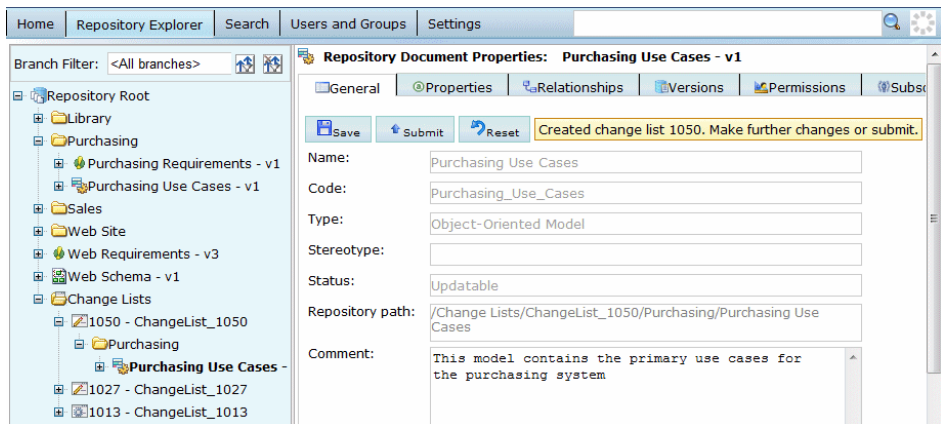 Home
Repository Explorer
Search
Users and Groups
Settings
Branch Filter: <All branches>
Repository Root
Library
Purchasing
Purchasing Requirements - v1
Purchasing Use Cases - v1
Sales
Web Site
Web Requirements - v3
Web Schema - v1
Change Lists
1050 - ChangeList_1050
Purchasing
Purchasing Use Cases -
1027 - ChangeList_1027
1013 - ChangeList_1013
Repository Document Properties: Purchasing Use Cases - v1
General
Properties
Relationships
Versions
Permissions
Subsc
Save
Submit
Reset
Created change list 1050. Make further changes or submit.
Name: Purchasing Use Cases
Code: Purchasing_Use_Cases
Type: Object-Oriented Model
Stereotype:
Status: Updatable
Repository path: /Change Lists/ChangeList_1050/Purchasing/Purchasing Use
Cases
Comment: This model contains the primary use cases for
the purchasing system